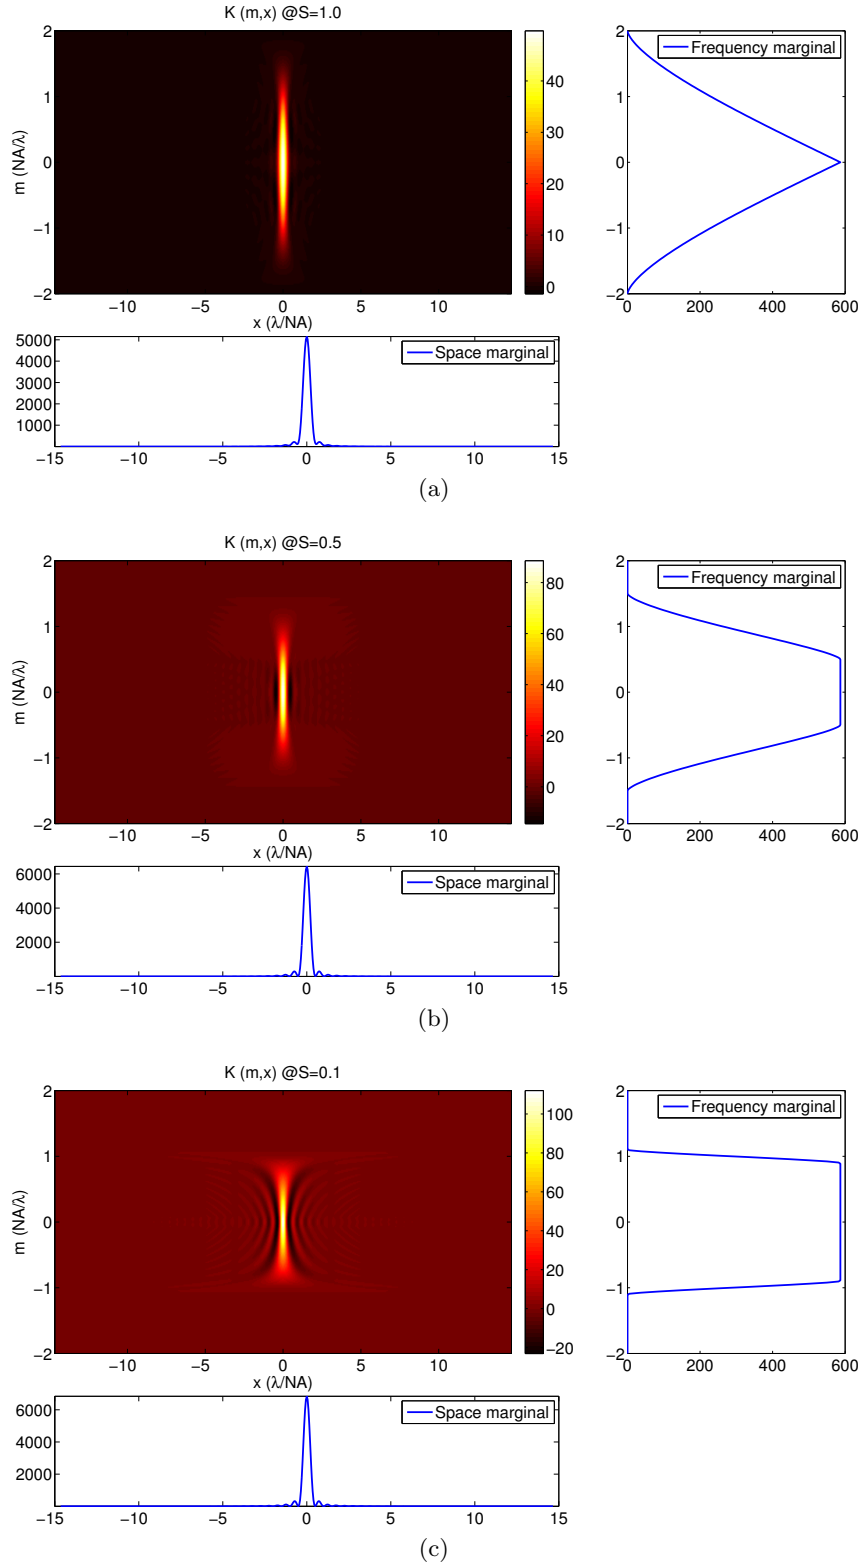 K (m,x) @S=1.0
m (NA/λ)
2
1
0
−1
−2
−10 −5 0 5 10
x (λ/NA)
40
30
20
10
0
Frequency marginal
2
1
0
−1
−2
0 200 400 600
Space marginal
5000
4000
3000
2000
1000
−15 −10 −5 0 5 10 15
(a)
K (m,x) @S=0.5
m (NA/λ)
2
1
0
−1
−2
−10 −5 0 5 10
x (λ/NA)
80
60
40
20
0
Frequency marginal
2
1
0
−1
−2
0 200 400 600
Space marginal
6000
4000
2000
−15 −10 −5 0 5 10 15
(b)
K (m,x) @S=0.1
m (NA/λ)
2
1
0
−1
−2
−10 −5 0 5 10
x (λ/NA)
100
80
60
40
20
0
−20
Frequency marginal
2
1
0
−1
−2
0 200 400 600
Space marginal
6000
4000
2000
−15 −10 −5 0 5 10 15
(c)